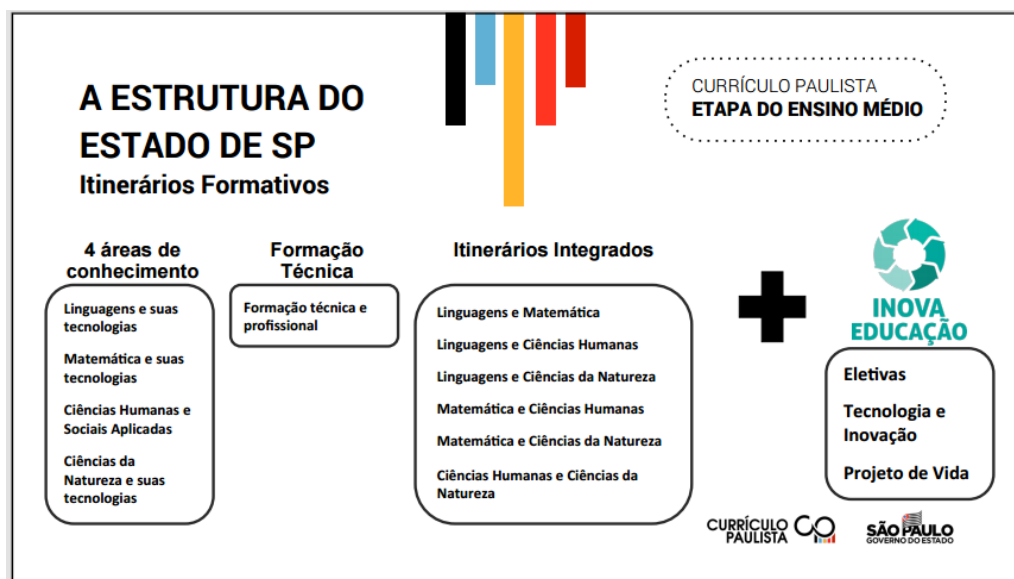 A ESTRUTURA DO
ESTADO DE SP
Itinerários Formativos
CURRÍCULO PAULISTA
ETAPA DO ENSINO MÉDIO
4 áreas de
conhecimento
Linguagens e suas
tecnologias
Matemática e suas
tecnologias
Ciências Humanas e
Sociais Aplicadas
Ciências da
Natureza e suas
tecnologias
Formação
Técnica
Formação técnica e
profissional
Itinerários Integrados
Linguagens e Matemática
Linguagens e Ciências Humanas
Linguagens e Ciências da Natureza
Matemática e Ciências Humanas
Matemática e Ciências da Natureza
Ciências Humanas e Ciências da
Natureza
INOVA
EDUCAÇÃO
Eletivas
Tecnologia e
Inovação
Projeto de Vida
CURRÍCULO
PAULISTA
SÃO PAULO
GOVERNO DO ESTADO